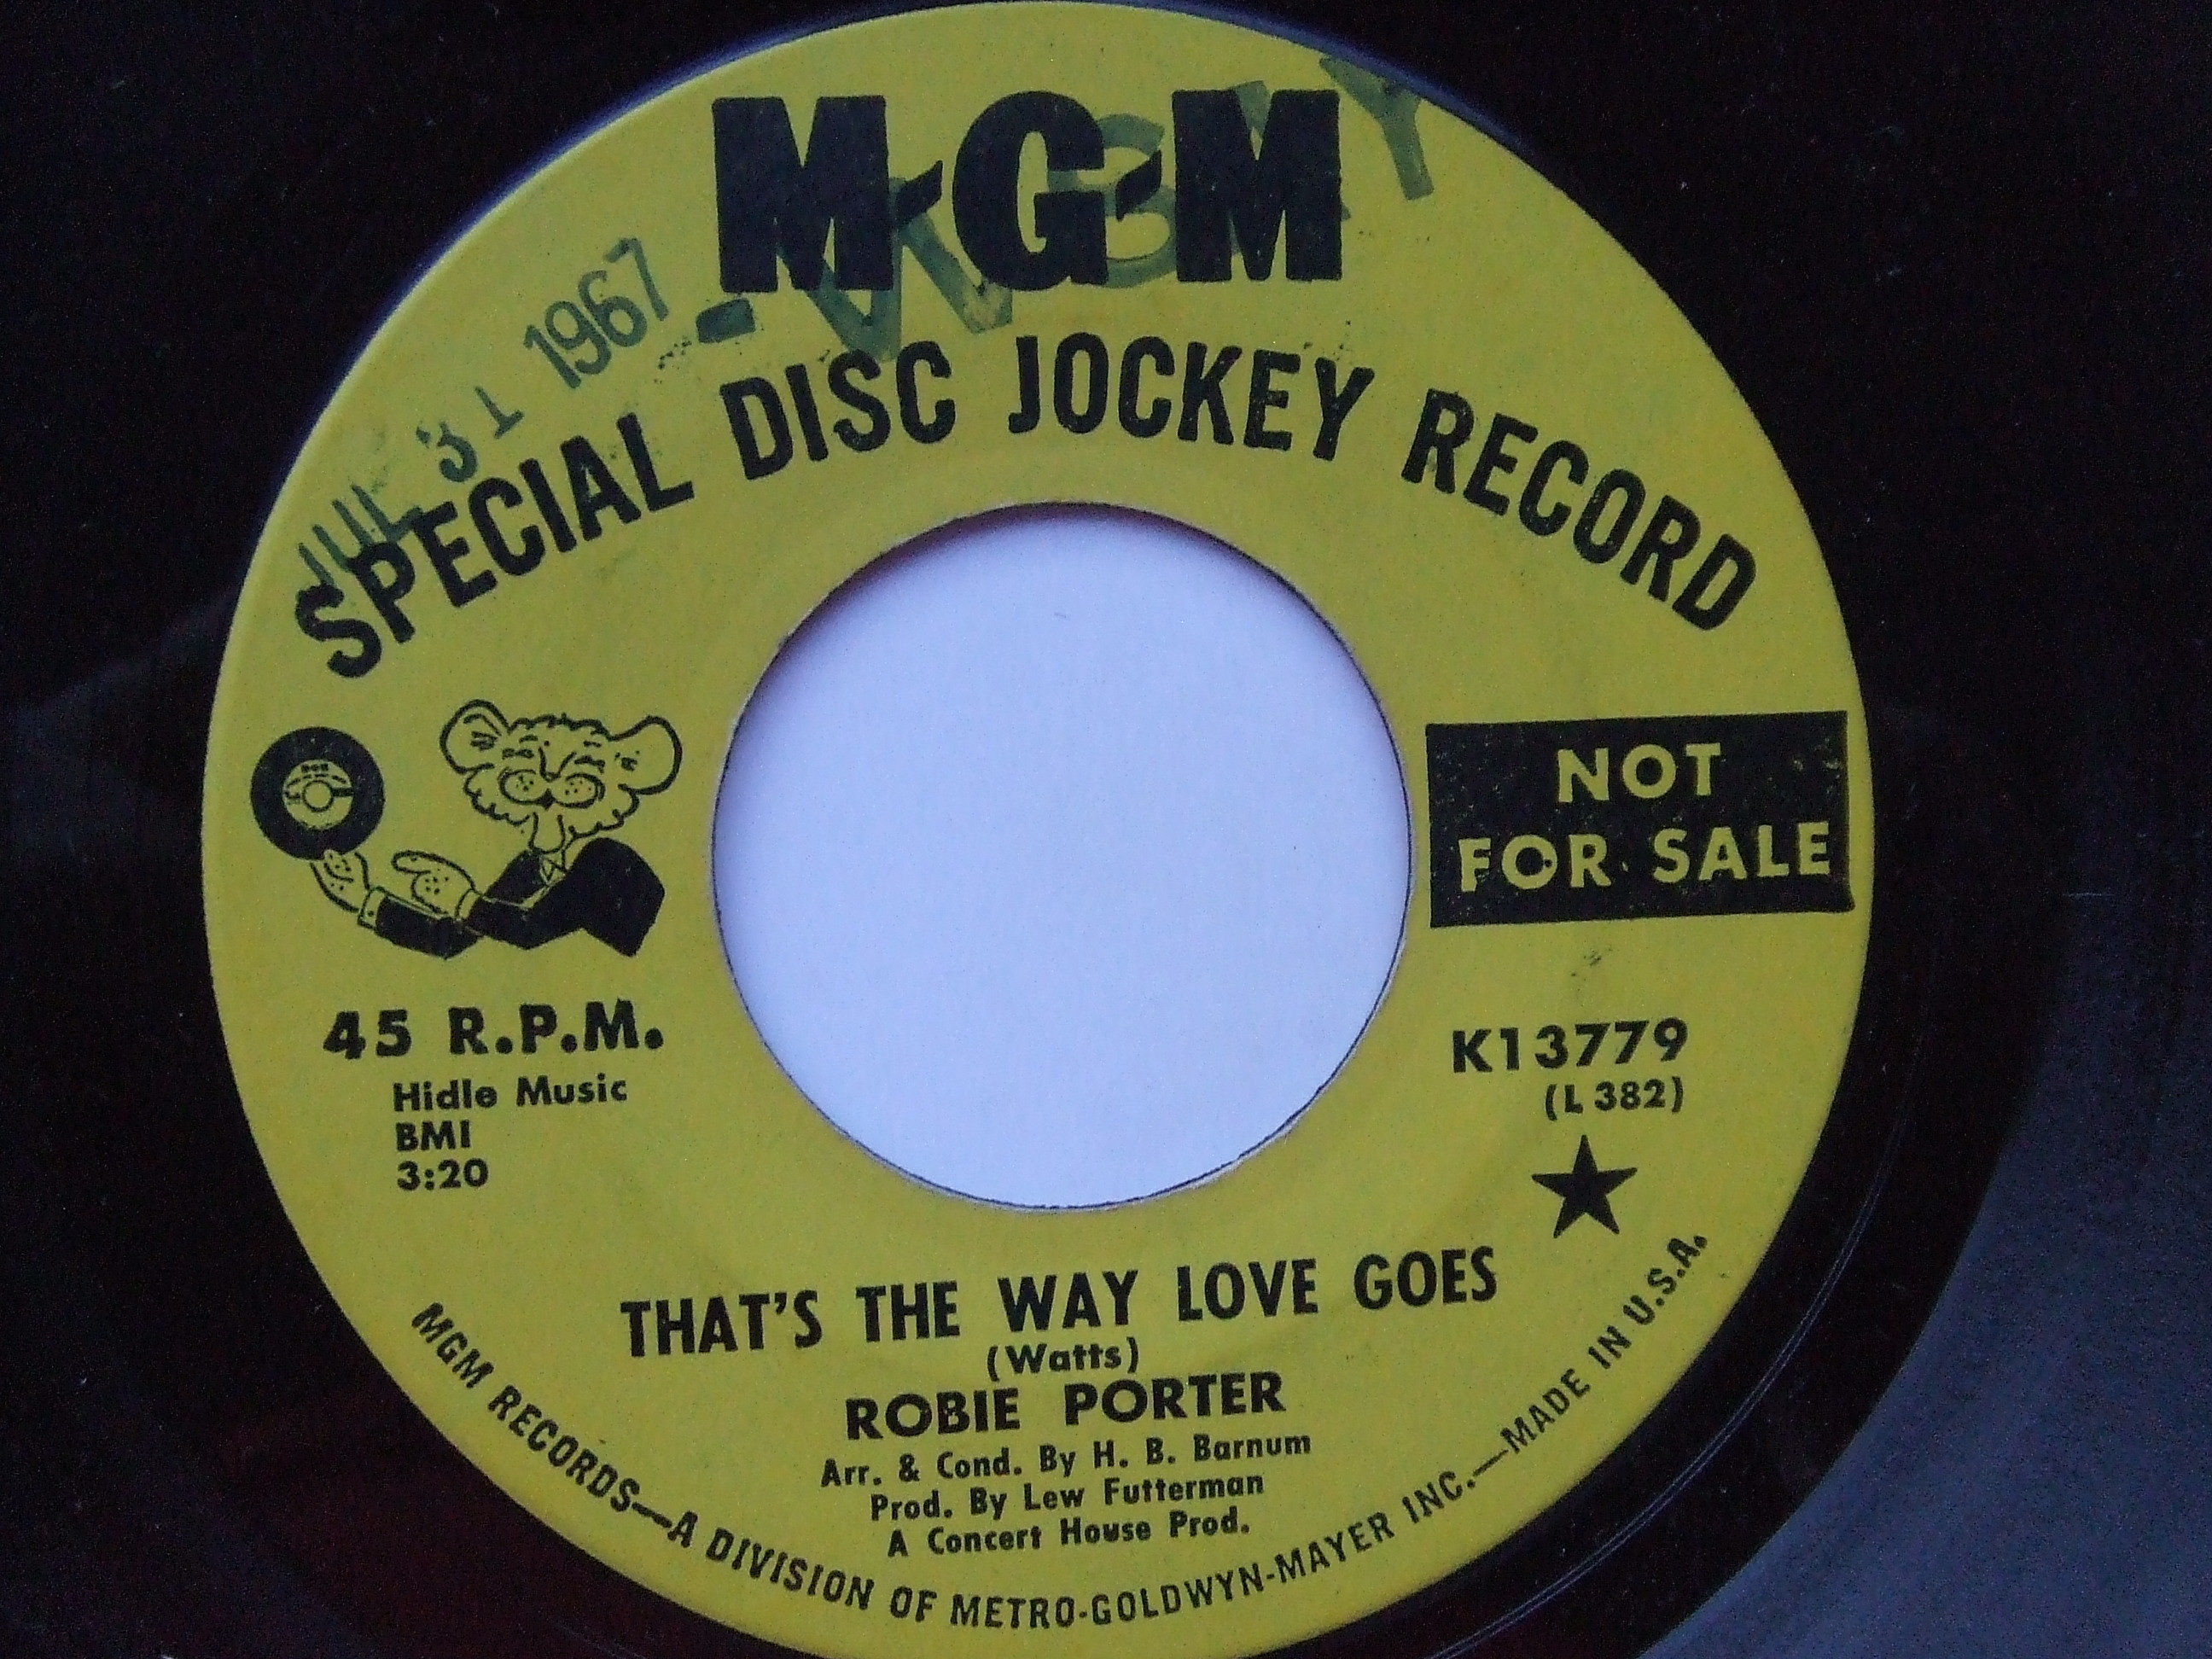 M-G-M
JUL 31 1967
SPECIAL DISC JOCKEY RECORD
NOT
FOR SALE
45 R.P.M.
Hidle Music
BMI
3:20
K13779
(L 382)
THAT'S THE WAY LOVE GOES
(Watts)
ROBIE PORTER
Arr. & Cond. By H. B. Barnum
Prod. By Lew Futterman
A Concert House Prod.
MGM RECORDS—A DIVISION OF METRO-GOLDWYN-MAYER INC.—MADE IN U.S.A.